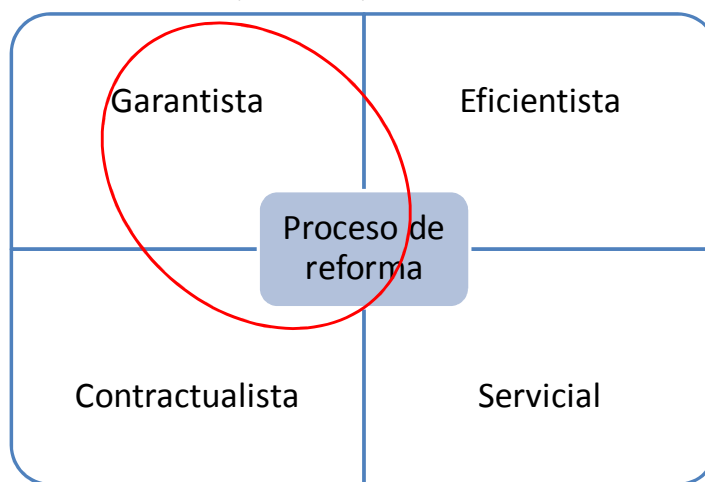 Garantista
Eficientista
Proceso de
reforma
Contractualista
Servicial